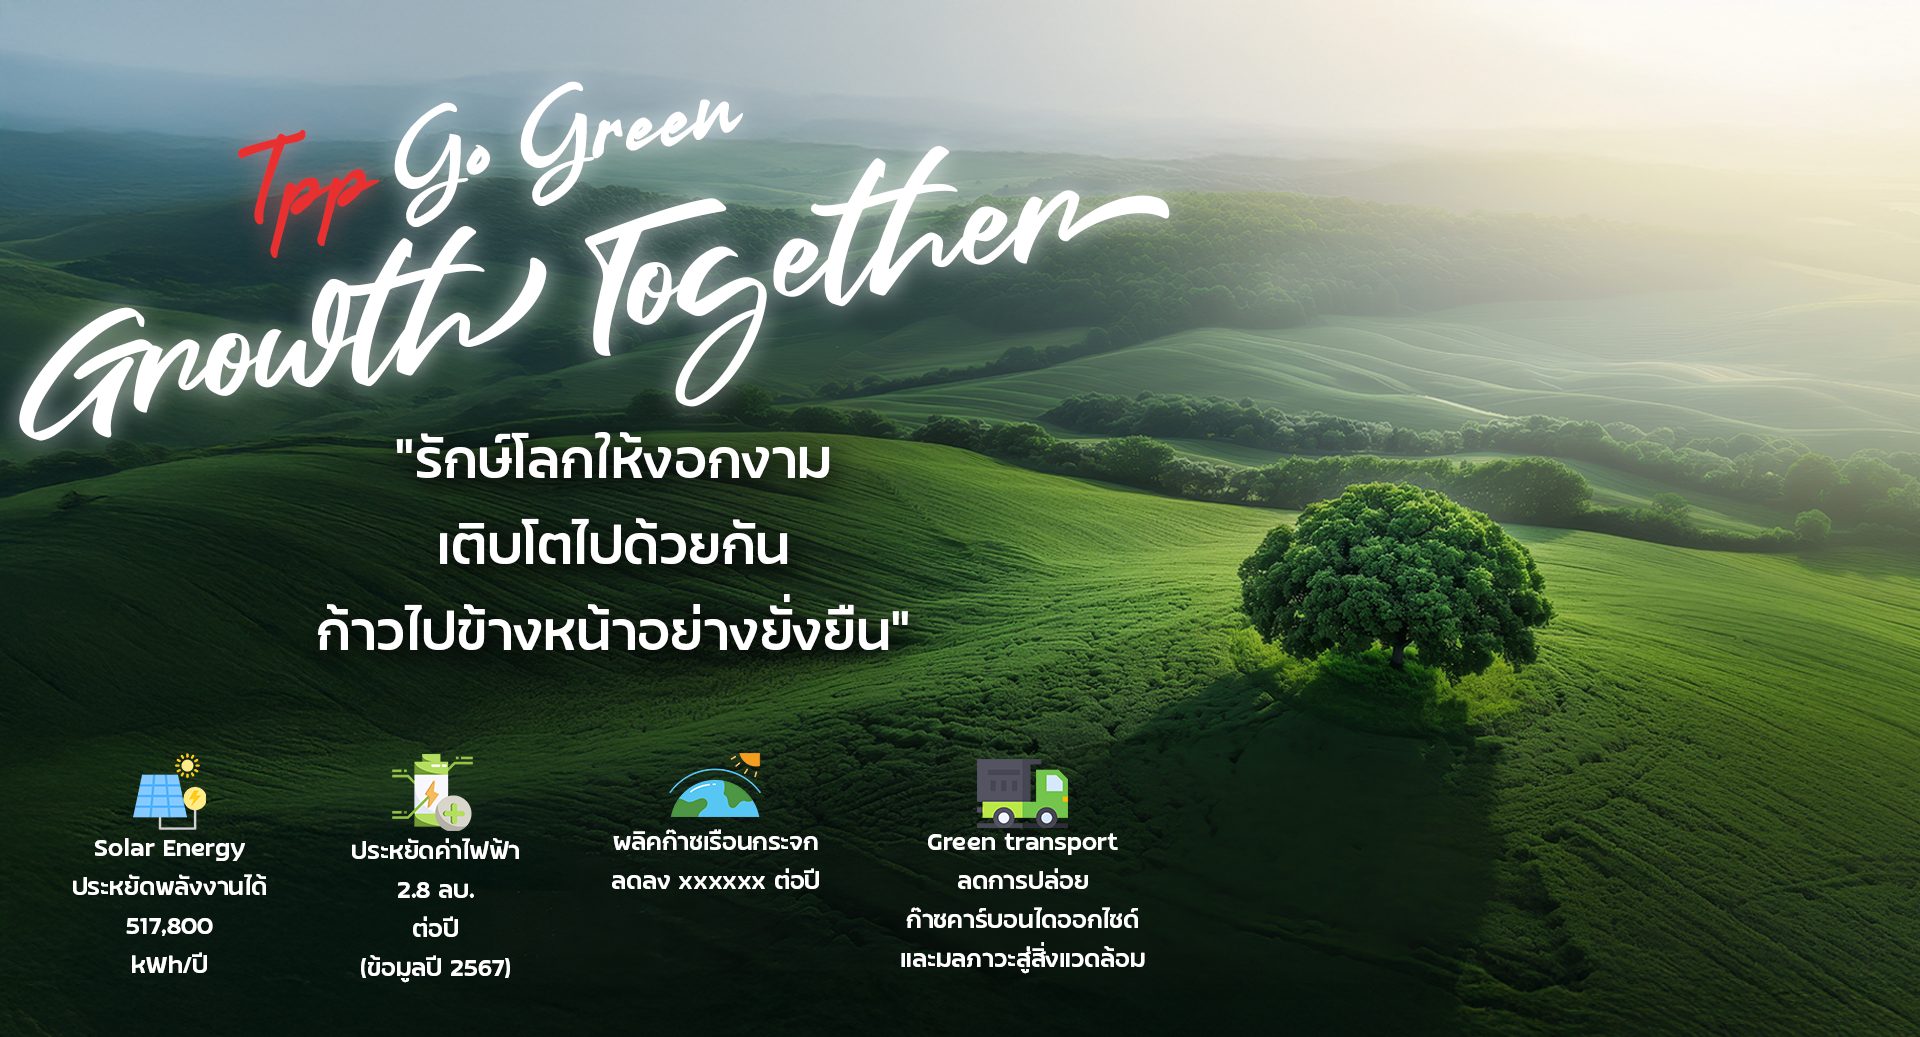 Tpp Go Green
Growth Together
"รักษ์โลกให้งอกงาม
เติบโตไปด้วยกัน
ก้าวไปข้างหน้าอย่างยั่งยืน"
Solar Energy
ประหยัดพลังงานได้
517,800
kWh/ปี
ประหยัดค่าไฟฟ้า
2.8 ลบ.
ต่อปี
(ข้อมูลปี 2567)
ผลิคก๊าซเรือนกระจก
ลดลง xxxxxx ต่อปี
Green transport
ลดการปล่อย
ก๊าซคาร์บอนไดออกไซด์
และมลภาวะสู่สิ่งแวดล้อม